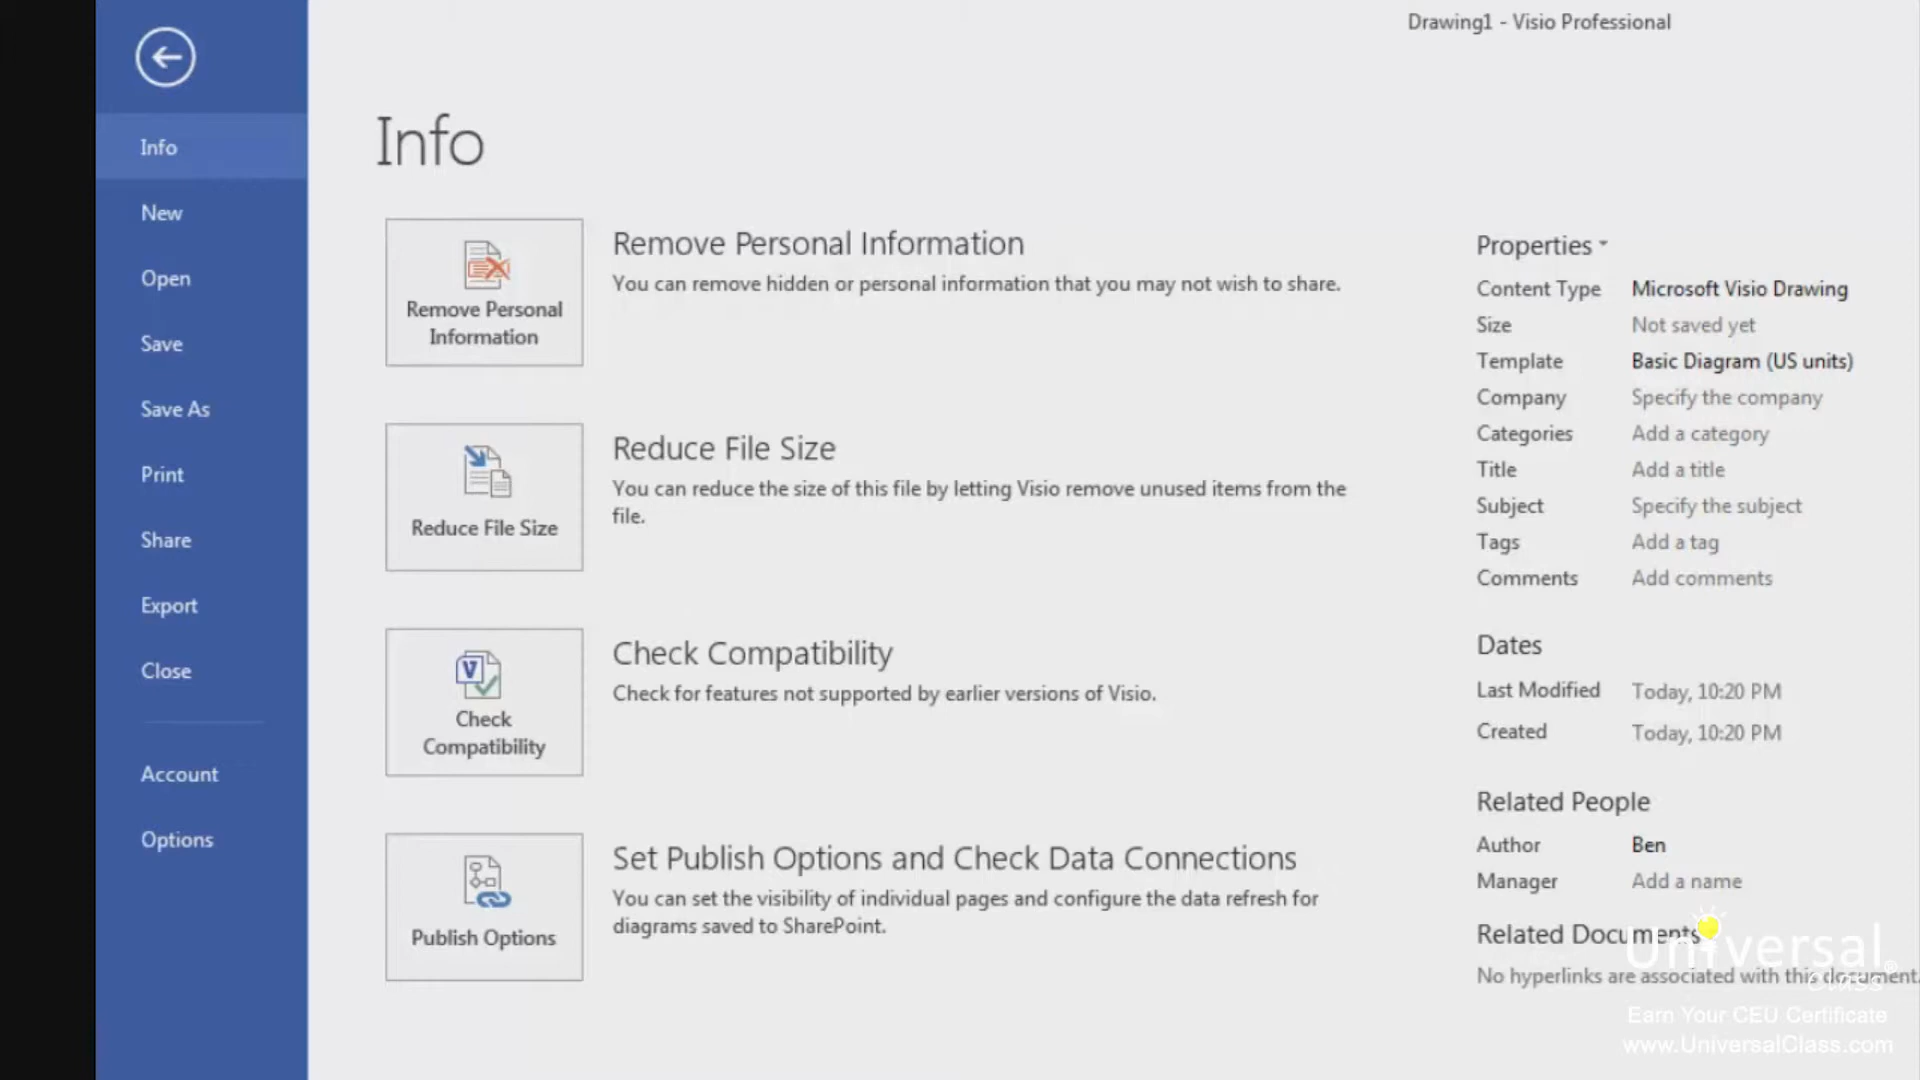 Drawing1 - Visio Professional
Info
Info
New
Open
Save
Save As
Print
Share
Export
Close
Account
Options
Remove Personal
Information
Remove Personal Information
You can remove hidden or personal information that you may not wish to share.
Reduce File Size
Reduce File Size
You can reduce the size of this file by letting Visio remove unused items from the
file.
V
Check
Compatibility
Check Compatibility
Check for features not supported by earlier versions of Visio.
Publish Options
Set Publish Options and Check Data Connections
You can set the visibility of individual pages and configure the data refresh for
diagrams saved to SharePoint.
Properties
Content Type Microsoft Visio Drawing
Size Not saved yet
Template Basic Diagram (US units)
Company Specify the company
Categories Add a category
Title Add a title
Subject Specify the subject
Tags Add a tag
Comments Add comments
Dates
Last Modified Today, 10:20 PM
Created Today, 10:20 PM
Related People
Author Ben
Manager Add a name
Related Documents
No hyperlinks are associated with this document.
Universal
Class®
Earn Your CEU Certificate
www.UniversalClass.com